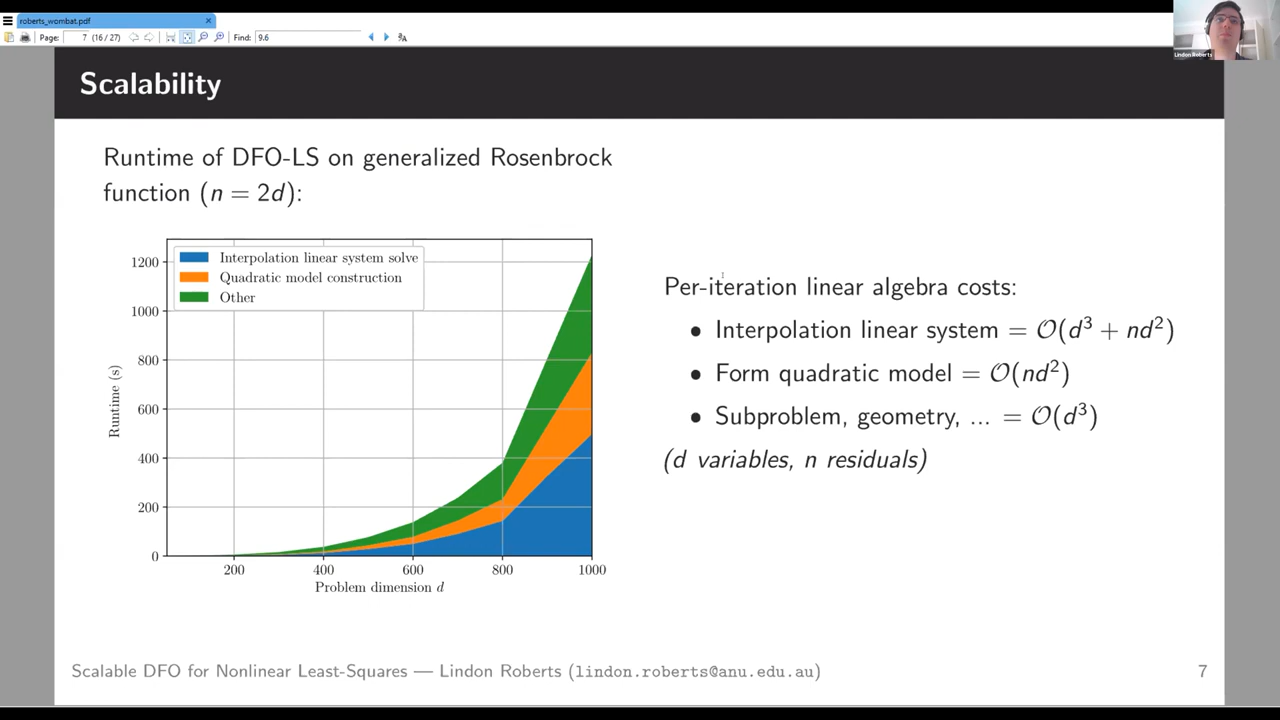 roberts_wombat.pdf
Page: 7 (16 / 27) Find: 9.6
Lindon Roberts
Scalability
Runtime of DFO-LS on generalized Rosenbrock
function (n = 2d):
Interpolation linear system solve
Quadratic model construction
Other
1200
1000
800
600
400
200
0
Runtime (s)
200 400 600 800 1000
Problem dimension d
Per-iteration linear algebra costs:
• Interpolation linear system = O(d³ + nd²)
• Form quadratic model = O(nd²)
• Subproblem, geometry, ... = O(d³)
(d variables, n residuals)
Scalable DFO for Nonlinear Least-Squares — Lindon Roberts (lindon.roberts@anu.edu.au)
7